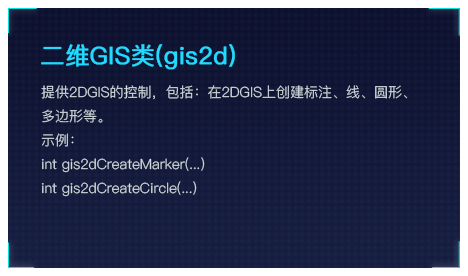 二维GIS类(gis2d)
提供2DGIS的控制，包括：在2DGIS上创建标注、线、圆形、
多边形等。
示例：
int gis2dCreateMarker(...)
int gis2dCreateCircle(...)